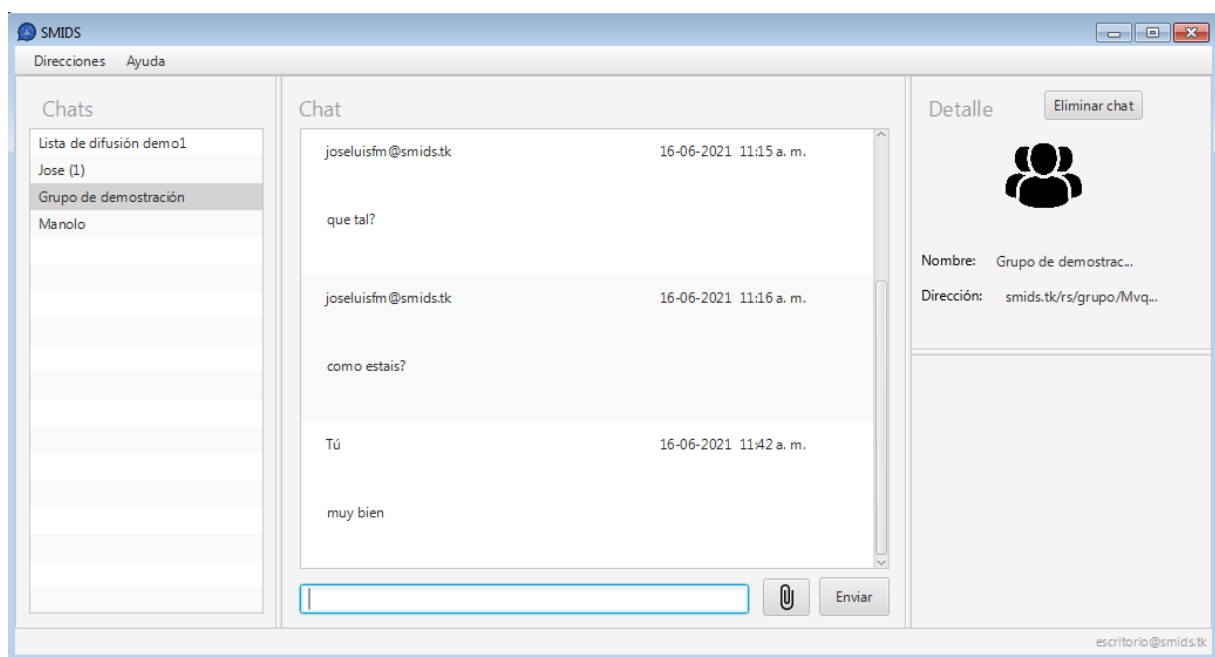 SMIDS
Direcciones Ayuda
Chats
Lista de difusión demo1
Jose (1)
Grupo de demostración
Manolo
Chat
joseluisfm@smids.tk 16-06-2021 11:15 a. m.
que tal?
joseluisfm@smids.tk 16-06-2021 11:16 a. m.
como estais?
Tú 16-06-2021 11:42 a. m.
muy bien
Enviar
Detalle Eliminar chat
Nombre: Grupo de demostrac...
Dirección: smids.tk/rs/grupo/Mvq...
escritorio@smids.tk